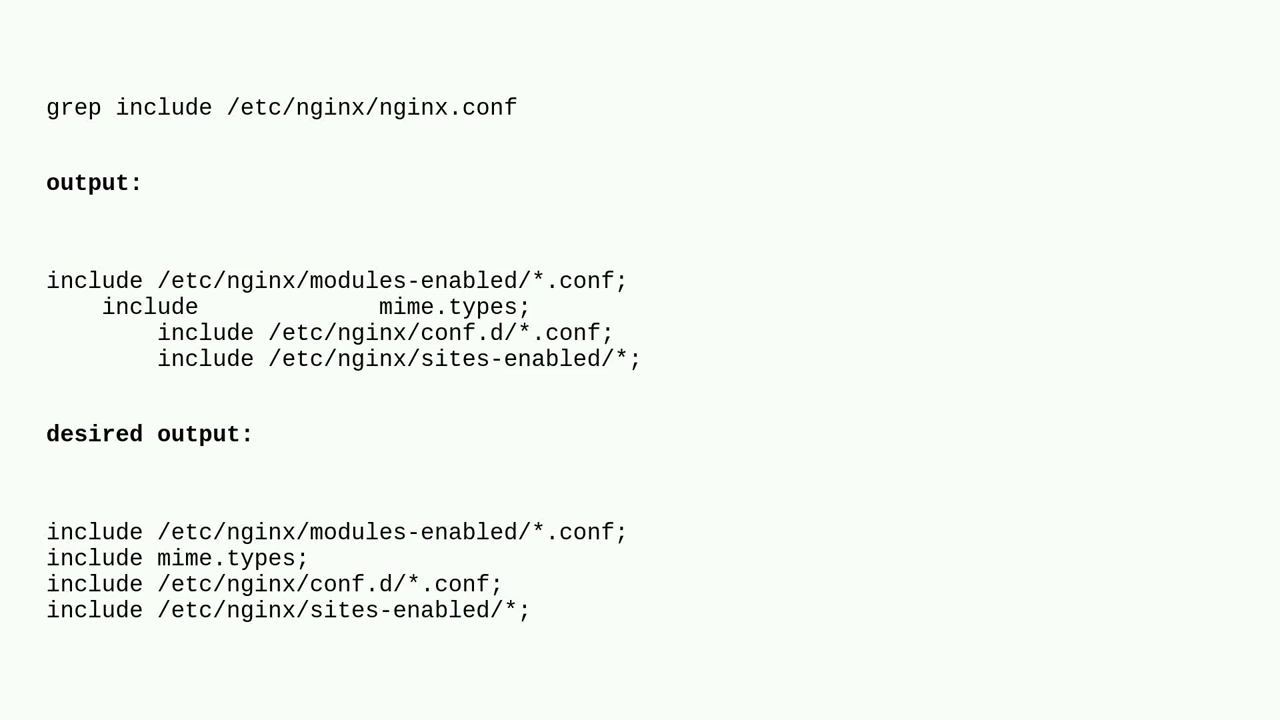 grep include /etc/nginx/nginx.conf
output:
include /etc/nginx/modules-enabled/*.conf;
    include             mime.types;
        include /etc/nginx/conf.d/*.conf;
        include /etc/nginx/sites-enabled/*;
desired output:
include /etc/nginx/modules-enabled/*.conf;
include mime.types;
include /etc/nginx/conf.d/*.conf;
include /etc/nginx/sites-enabled/*;